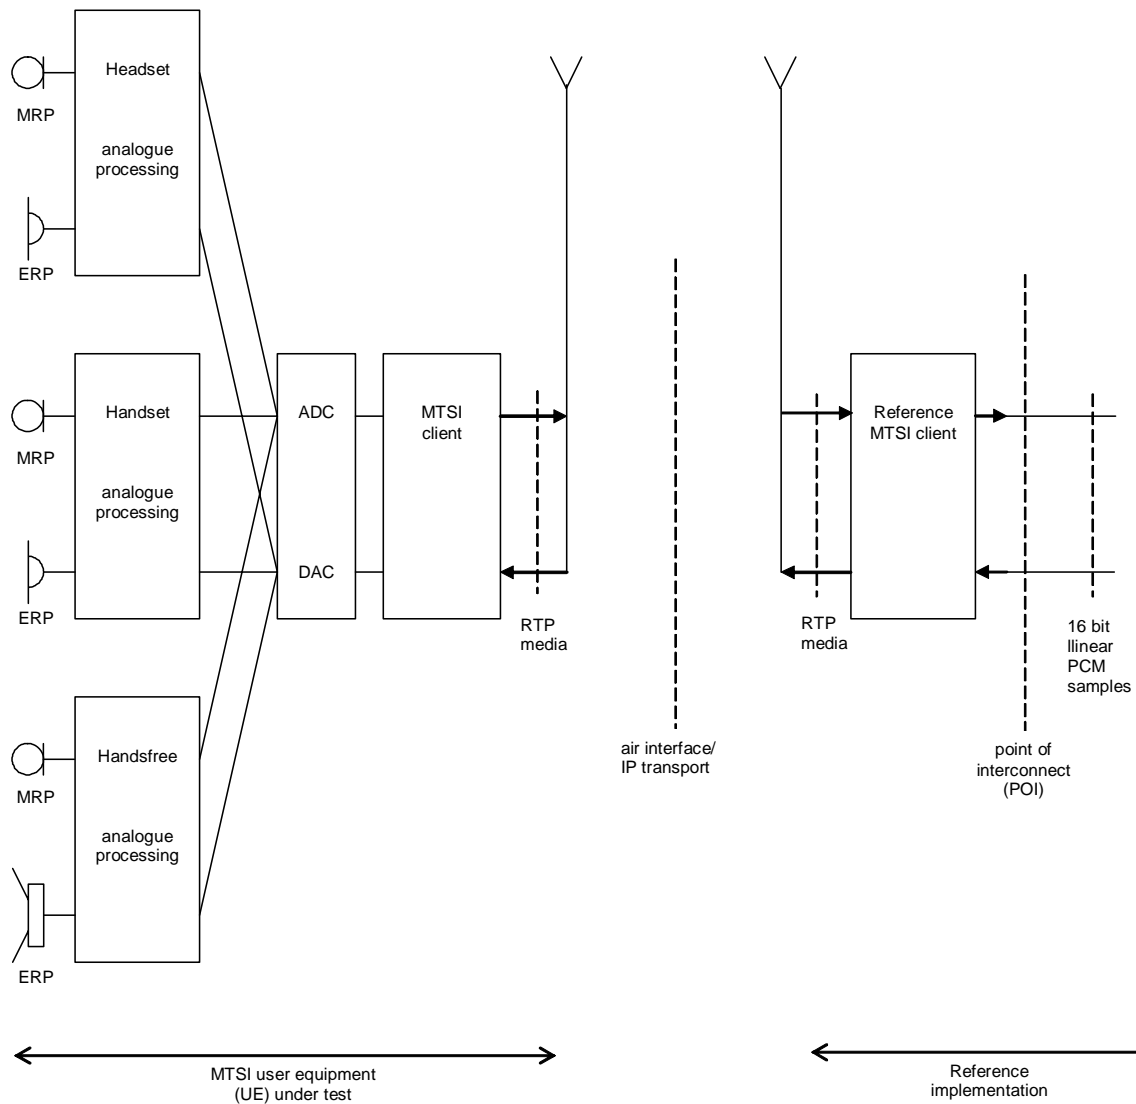 Headset
MRP
analogue
processing
ERP
Handset
ADC
MTSI
client
Reference
MTSI client
MRP
analogue
processing
DAC
ERP
RTP
media
RTP
media
16 bit
llinear
PCM
samples
air interface/
IP transport
point of
interconnect
(POI)
Handsfree
MRP
analogue
processing
ERP
MTSI user equipment
(UE) under test
Reference
implementation